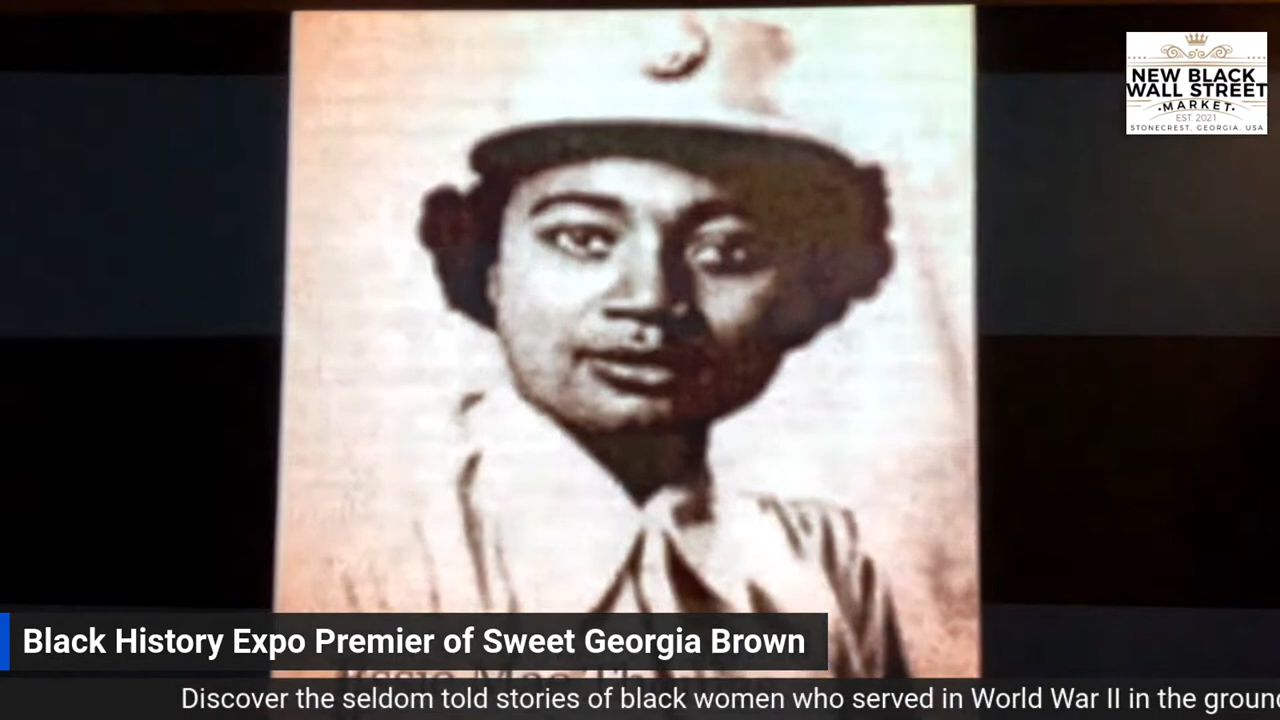 NEW BLACK
WALL STREET
MARKET
EST. 2021
STONECREST, GEORGIA, USA
Black History Expo Premier of Sweet Georgia Brown
Discover the seldom told stories of black women who served in World War II in the